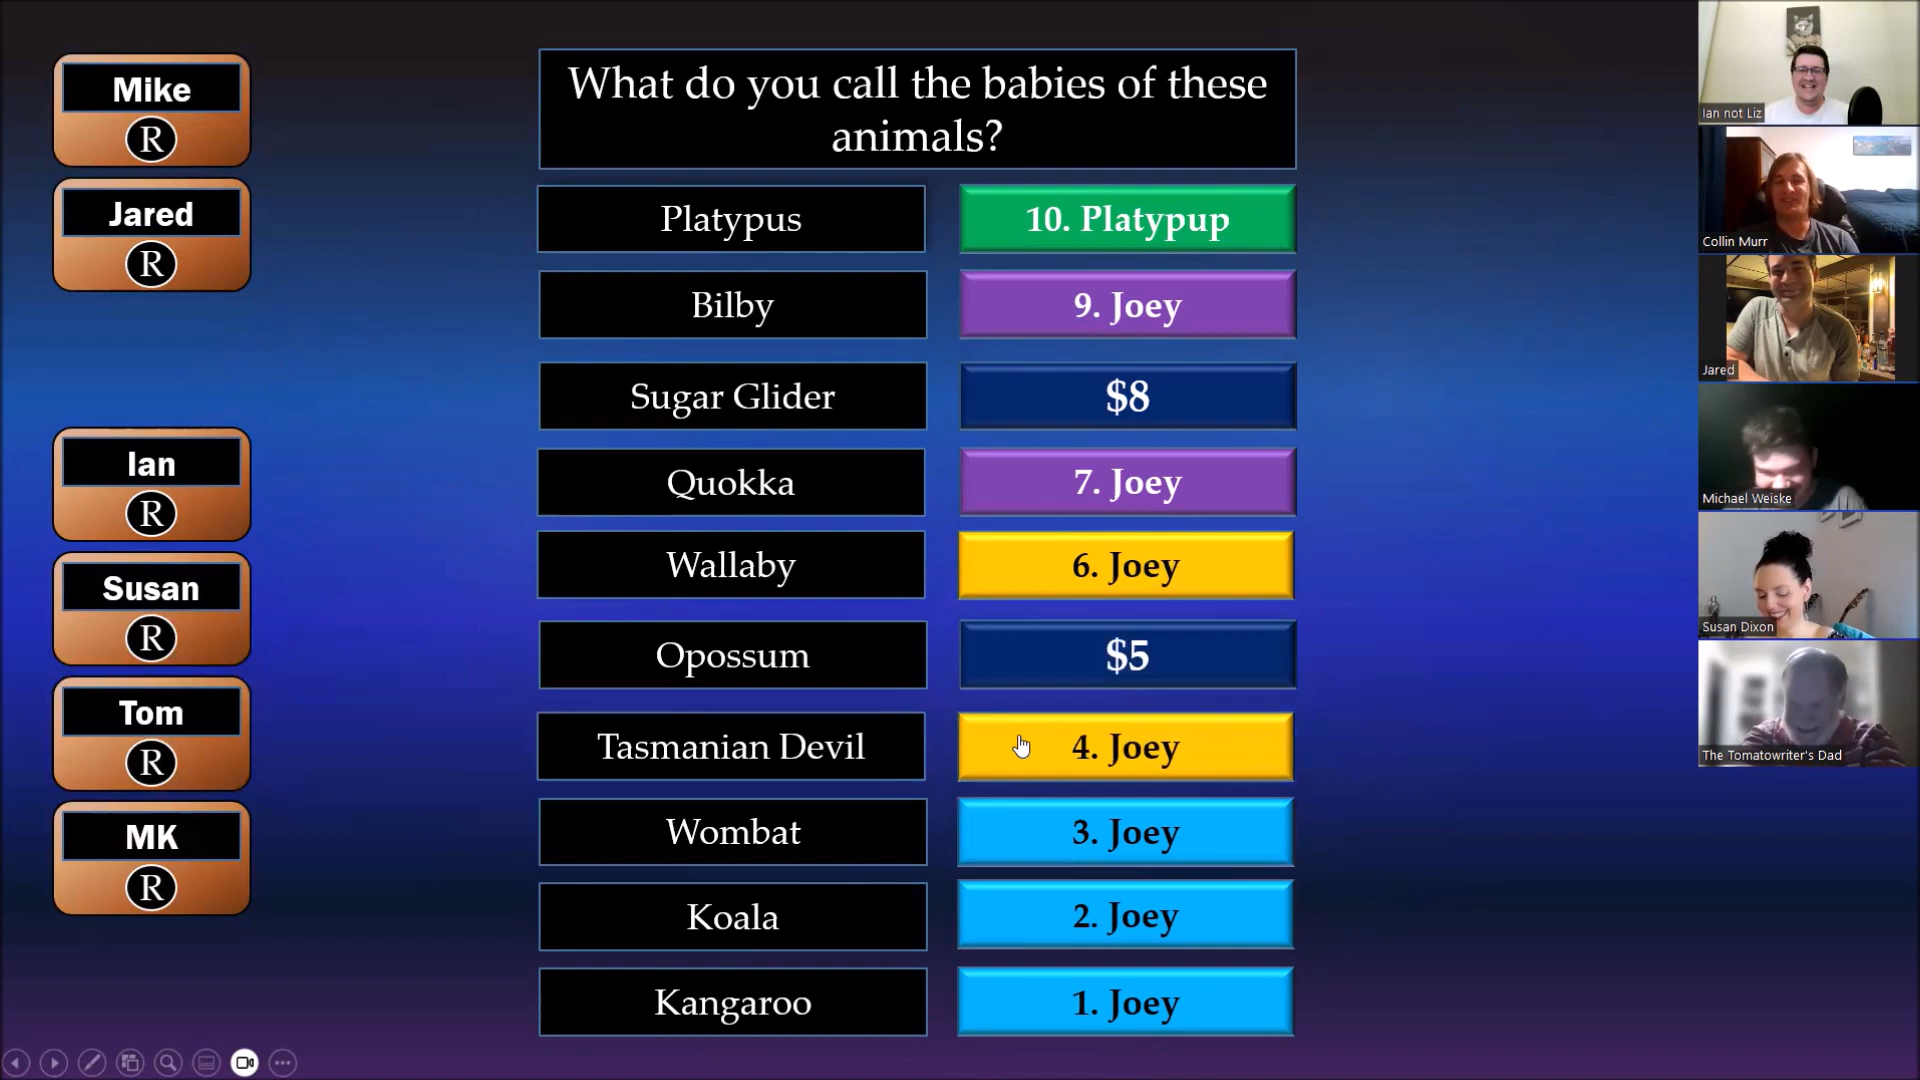 Mike
R
Jared
R
Ian
R
Susan
R
Tom
R
MK
R
What do you call the babies of these
animals?
Platypus
10. Platypup
Bilby
9. Joey
Sugar Glider
$8
Quokka
7. Joey
Wallaby
6. Joey
Opossum
$5
Tasmanian Devil
4. Joey
Wombat
3. Joey
Koala
2. Joey
Kangaroo
1. Joey
Ian not Liz
Collin Murr
Jared
Michael Weiske
Susan Dixon
The Tomatowriter's Dad